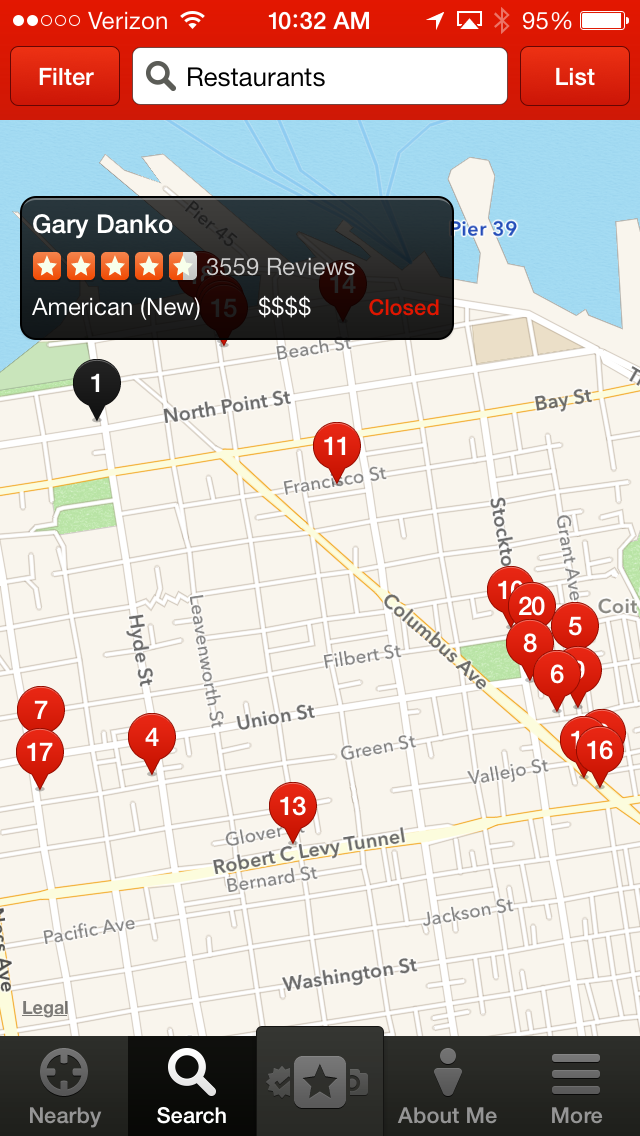 Verizon 10:32 AM 95%
Filter Restaurants List
Pier 45
Pier 39
Gary Danko
3559 Reviews
American (New) $$$$ Closed
15
14
Beach St
1
North Point St
Bay St
11
Francisco St
Stockto
Grant Ave
Columbus Ave
20
5
Coit
8
6
Hyde St
Leavenworth St
Filbert St
Union St
7
17
4
Green St
16
Vallejo St
13
Glover St
Robert C Levy Tunnel
Bernard St
Pacific Ave
Jackson St
Washington St
Ness Ave
Legal
Nearby Search About Me More